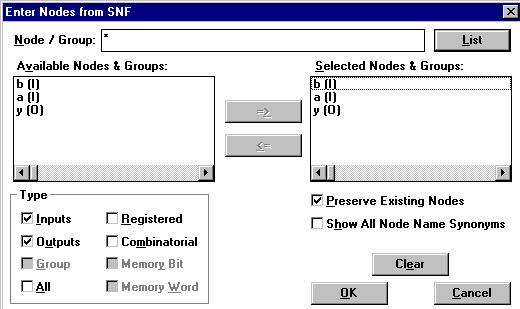 Enter Nodes from SNF
Node / Group: * List
Available Nodes & Groups: Selected Nodes & Groups:
b (I) b (I)
a (I) a (I)
y (O) y (O)
=>
<=
Type
Inputs Registered
Outputs Combinatorial
Group Memory Bit
All Memory Word
Preserve Existing Nodes
Show All Node Name Synonyms
Clear
OK Cancel